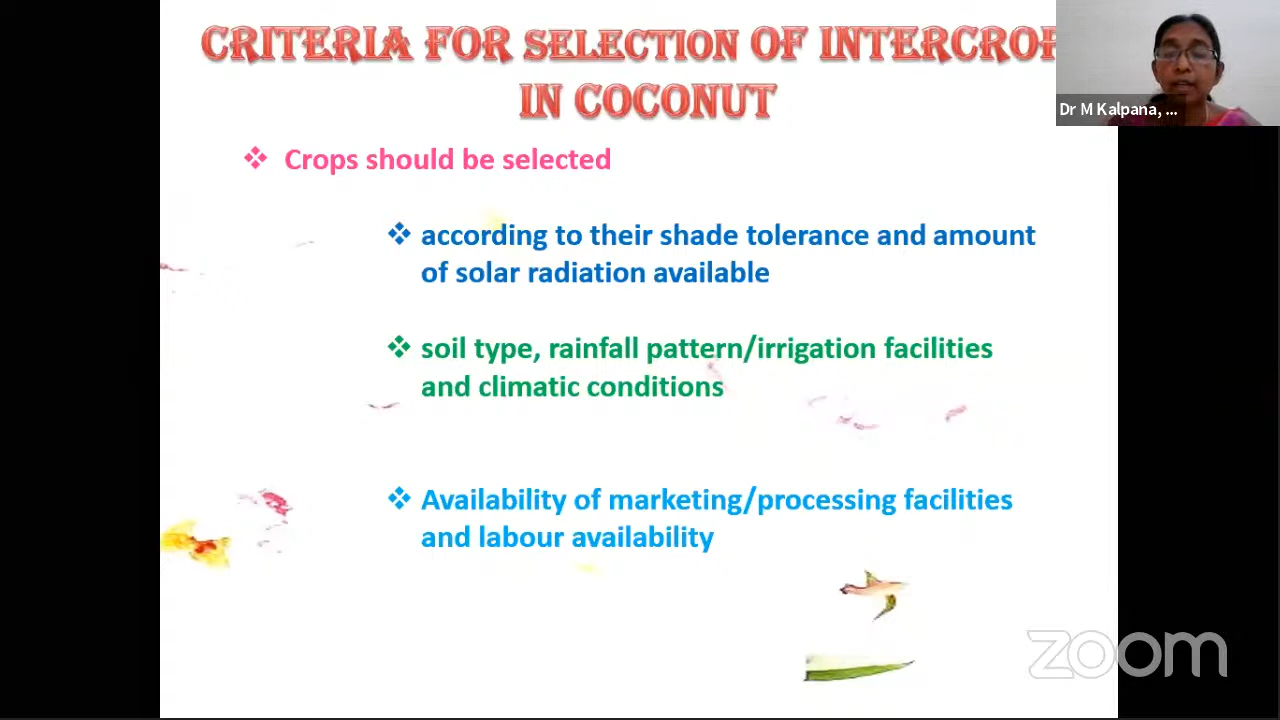 CRITERIA FOR SELECTION OF INTERCROP
IN COCONUT
Dr M Kalpana, ...
❖ Crops should be selected
❖ according to their shade tolerance and amount
of solar radiation available
❖ soil type, rainfall pattern/irrigation facilities
and climatic conditions
❖ Availability of marketing/processing facilities
and labour availability
zoom